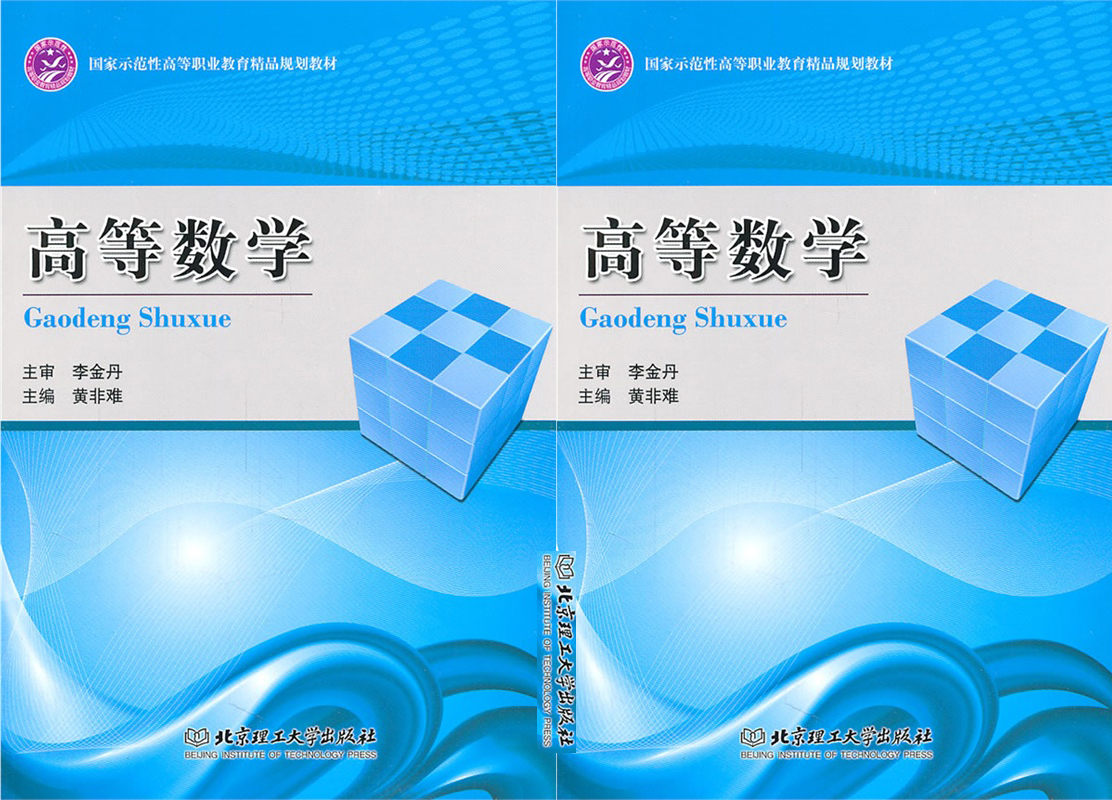 国家示范性高等职业教育精品规划教材
高等数学
Gaodeng Shuxue
主审 李金丹
主编 黄非难
北京理工大学出版社
BEIJING INSTITUTE OF TECHNOLOGY PRESS
北京理工大学出版社
BEIJING INSTITUTE OF TECHNOLOGY PRESS
国家示范性高等职业教育精品规划教材
高等数学
Gaodeng Shuxue
主审 李金丹
主编 黄非难
北京理工大学出版社
BEIJING INSTITUTE OF TECHNOLOGY PRESS